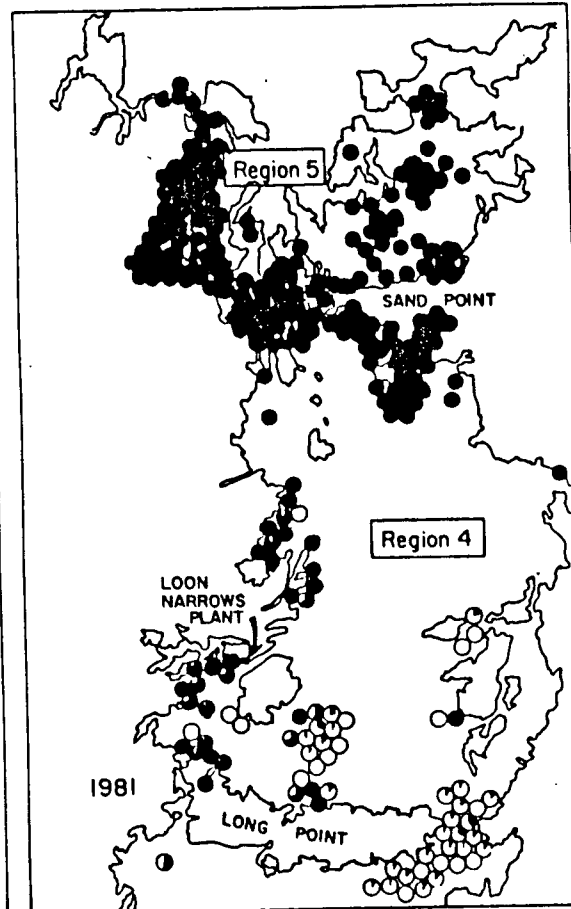 Region 5
SAND POINT
Region 4
LOON
NARROWS
PLANT
1981
LONG POINT